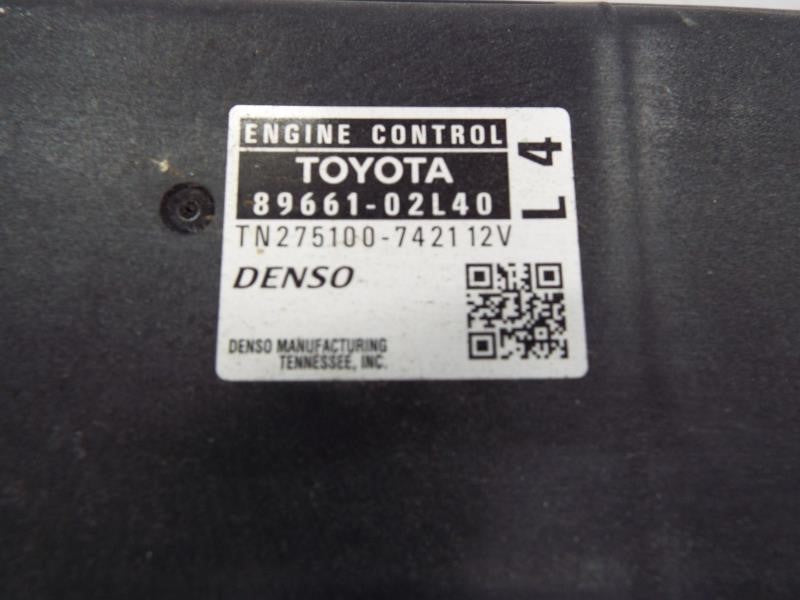 ENGINE CONTROL
TOYOTA
89661-02L40
L4
TN275100-7421 12V
DENSO
DENSO MANUFACTURING
TENNESSEE, INC.